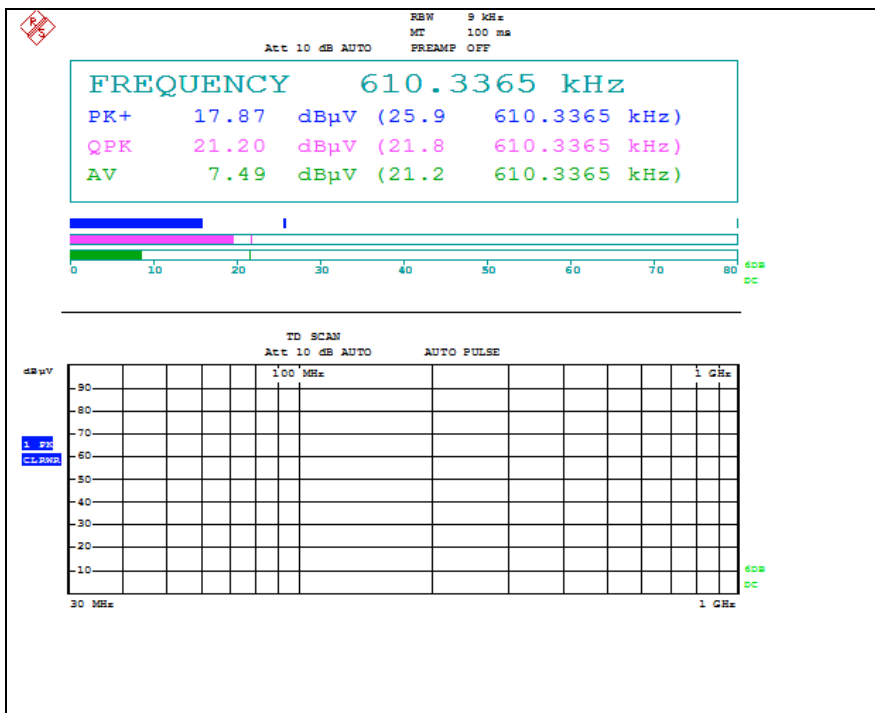 R S
RBW 9 kHz
MT 100 ms
Att 10 dB AUTO PREAMP OFF
FREQUENCY 610.3365 kHz
PK+ 17.87 dBµV (25.9 610.3365 kHz)
QPK 21.20 dBµV (21.8 610.3365 kHz)
AV 7.49 dBµV (21.2 610.3365 kHz)
0 10 20 30 40 50 60 70 80
6DB
DC
TD SCAN
Att 10 dB AUTO AUTO PULSE
dBµV
100 MHz 1 GHz
90
80
70
1 PK
60
CLRWR
50
40
30
20
10
6DB
DC
30 MHz 1 GHz